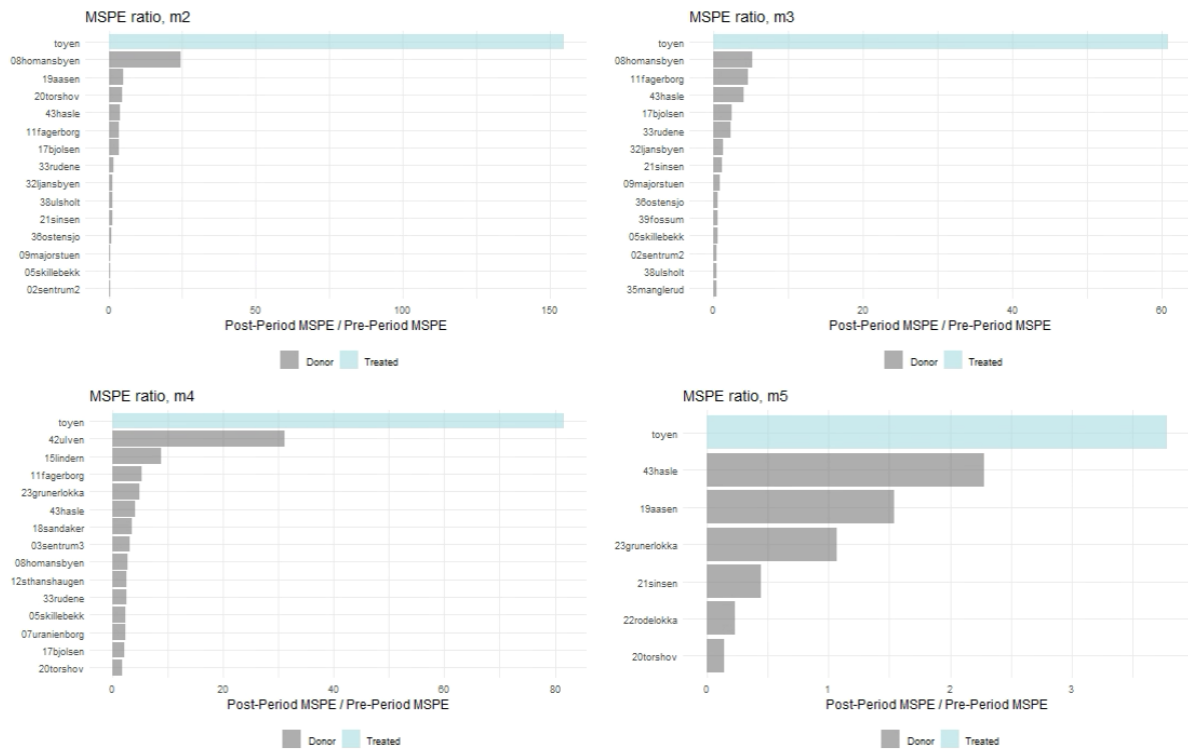 MSPE ratio, m2
toyen
08homansbyen
19aasen
20torshov
43hasle
11fagerborg
17bjolsen
33rudene
32ljansbyen
38ulsholt
21sinsen
36ostensjo
09majorstuen
05skillebekk
02sentrum2
0 50 100 150
Post-Period MSPE / Pre-Period MSPE
Donor Treated
MSPE ratio, m3
toyen
08homansbyen
11fagerborg
43hasle
17bjolsen
33rudene
32ljansbyen
21sinsen
09majorstuen
36ostensjo
39fossum
05skillebekk
02sentrum2
38ulsholt
35manglerud
0 20 40 60
Post-Period MSPE / Pre-Period MSPE
Donor Treated
MSPE ratio, m4
toyen
42ulven
15lindern
11fagerborg
23grunerlokka
43hasle
18sandaker
03sentrum3
08homansbyen
12sthanshaugen
33rudene
05skillebekk
07uranienborg
17bjolsen
20torshov
0 20 40 60 80
Post-Period MSPE / Pre-Period MSPE
Donor Treated
MSPE ratio, m5
toyen
43hasle
19aasen
23grunerlokka
21sinsen
22rodelokka
20torshov
0 1 2 3
Post-Period MSPE / Pre-Period MSPE
Donor Treated